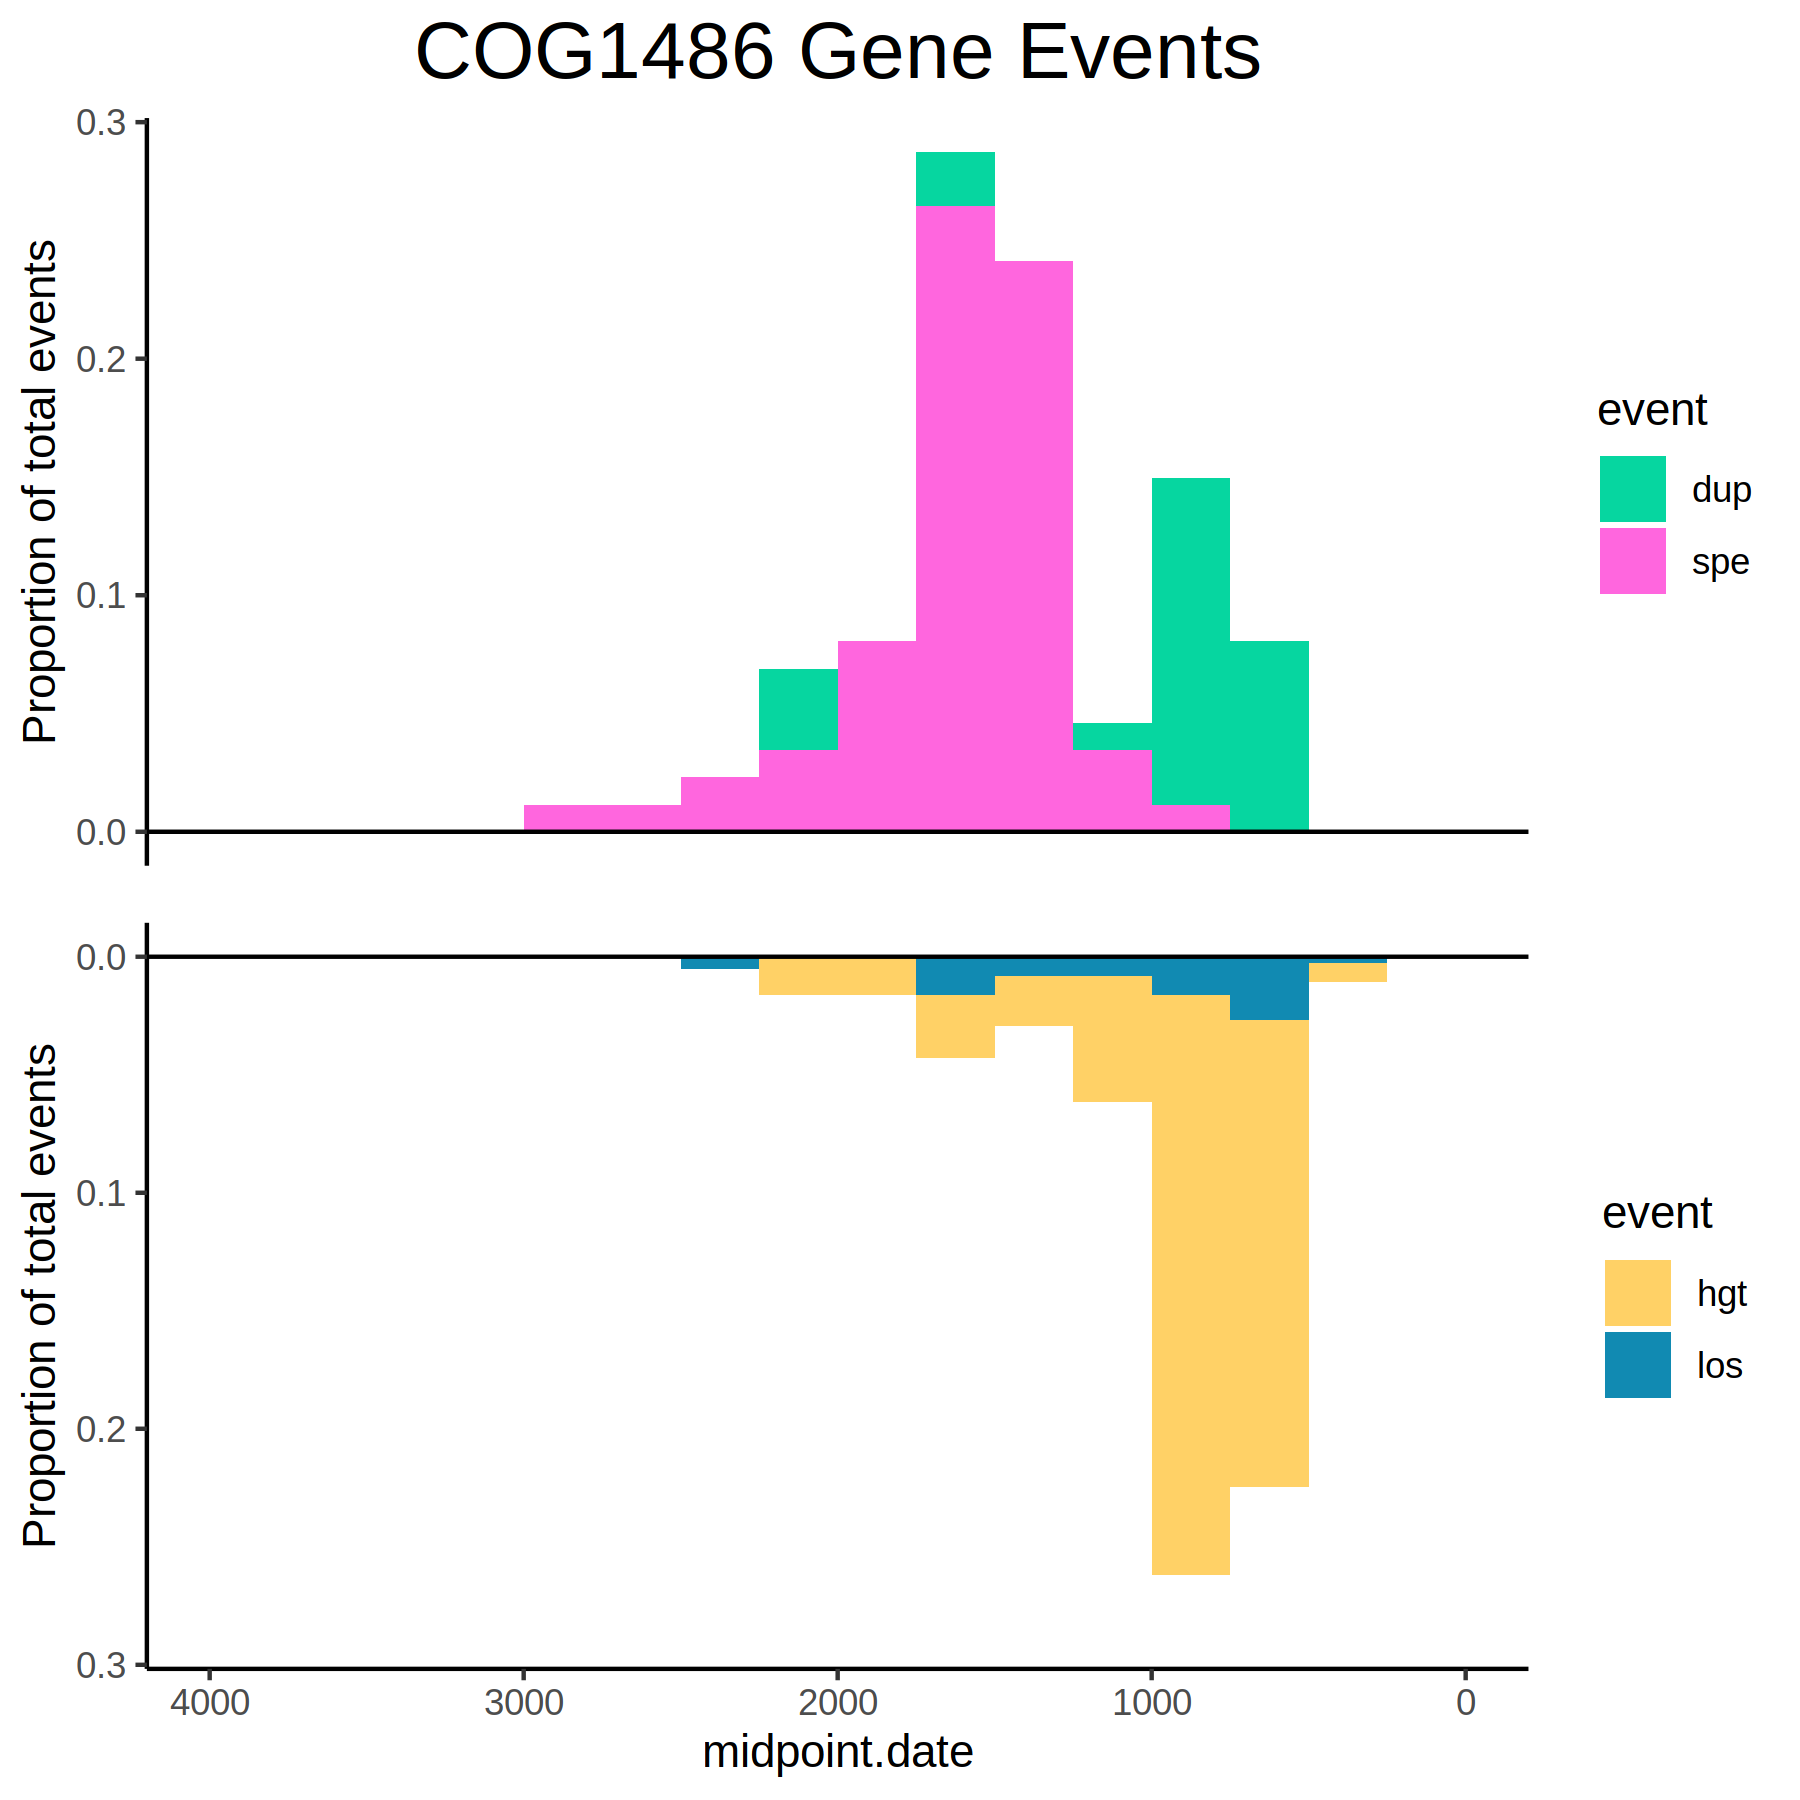 COG1486 Gene Events
0.3
0.2
0.1
0.0
Proportion of total events
event
dup
spe
0.0
0.1
0.2
0.3
Proportion of total events
event
hgt
los
4000 3000 2000 1000 0
midpoint.date